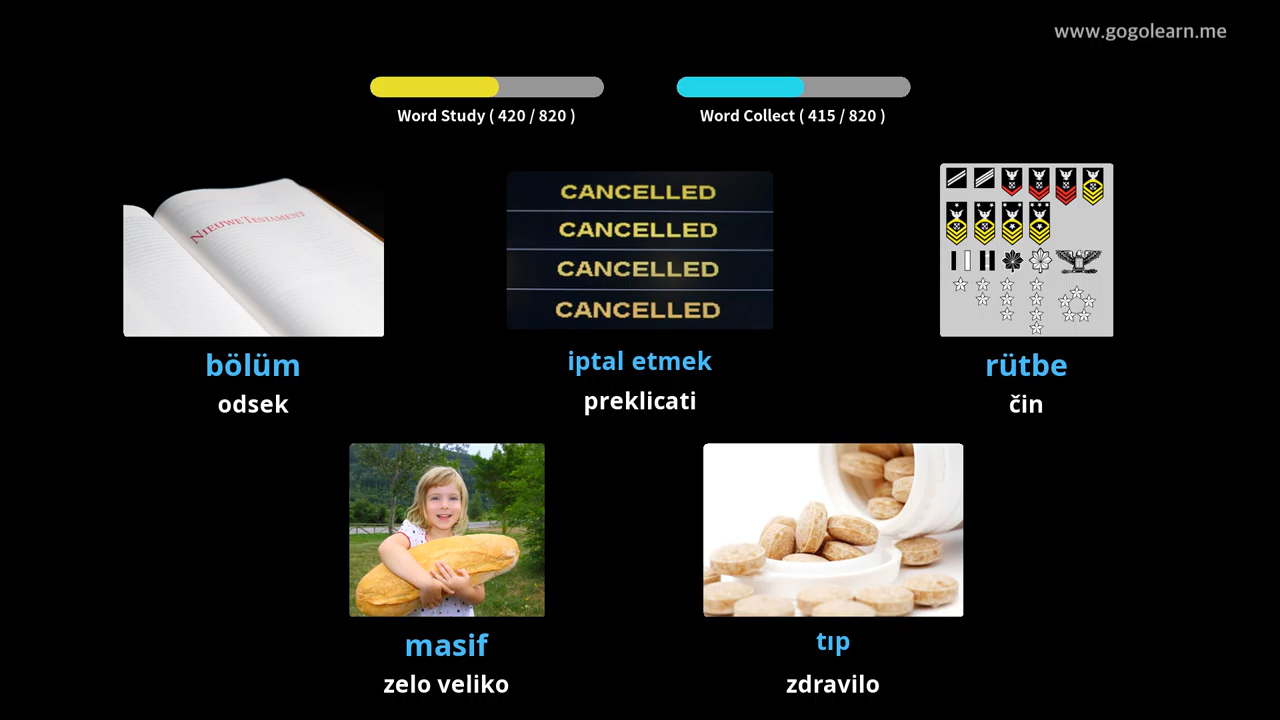 www.gogolearn.me
Word Study ( 420 / 820 )
Word Collect ( 415 / 820 )
NIEUWE TESTAMENT
CANCELLED
CANCELLED
CANCELLED
CANCELLED
bölüm
odsek
iptal etmek
preklicati
rütbe
čin
masif
zelo veliko
tıp
zdravilo